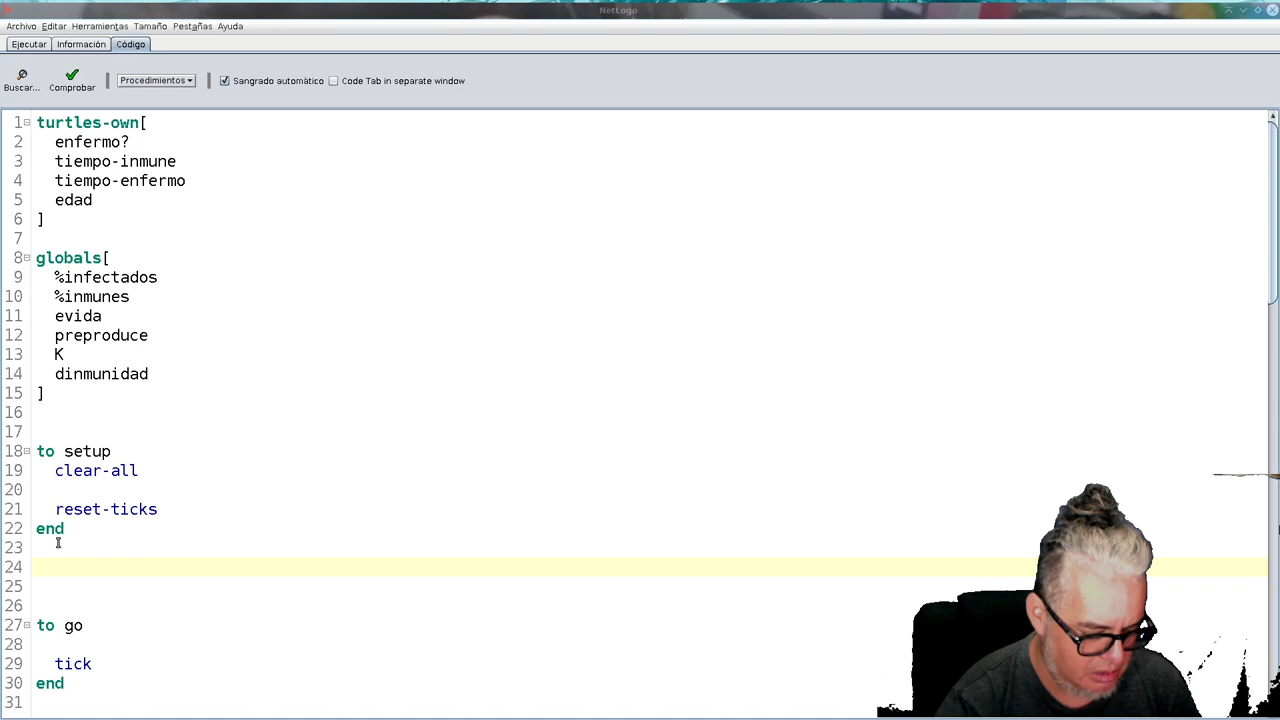 NetLogo
Archivo Editar Herramientas Tamaño Pestañas Ayuda
Ejecutar Información Código
Buscar... Comprobar Procedimientos Sangrado automático Code Tab in separate window
1 turtles-own[
2 enfermo?
3 tiempo-inmune
4 tiempo-enfermo
5 edad
6 ]
7
8 globals[
9 %infectados
10 %inmunes
11 evida
12 preproduce
13 K
14 dinmunidad
15 ]
16
17
18 to setup
19 clear-all
20
21 reset-ticks
22 end
23
24
25
26
27 to go
28
29 tick
30 end
31